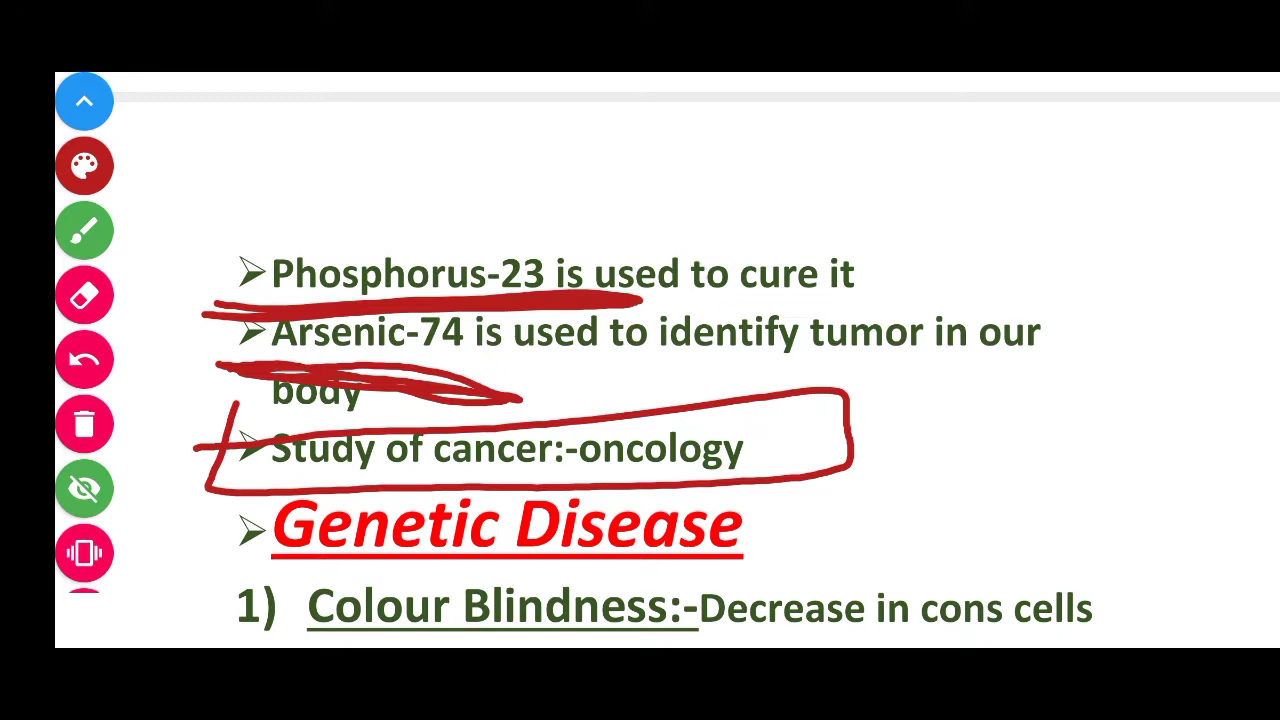 ➢Phosphorus-23 is used to cure it
➢Arsenic-74 is used to identify tumor in our
body
➢Study of cancer:-oncology
➢Genetic Disease
1) Colour Blindness:-Decrease in cons cells